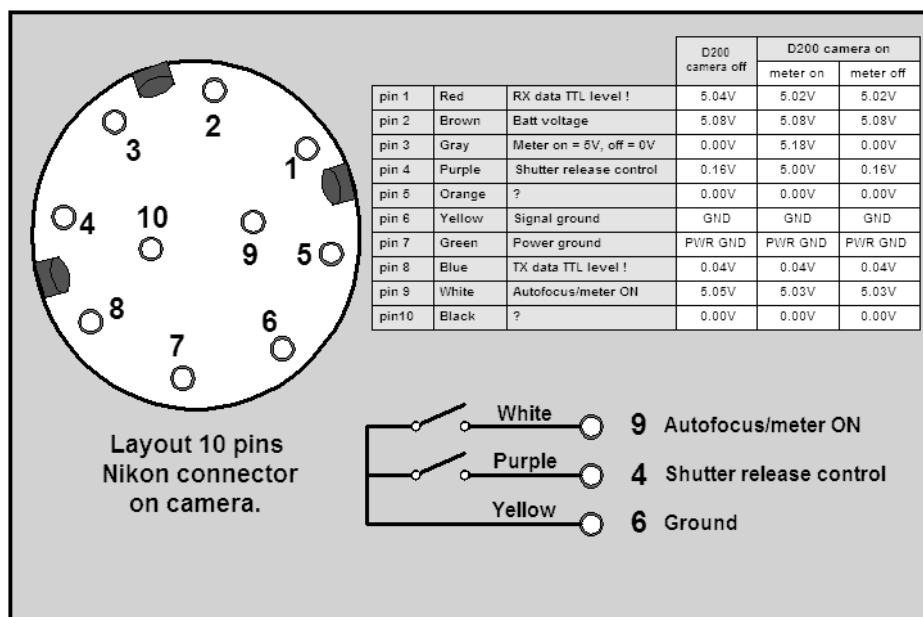 1
2
3
4
5
6
7
8
9
10
Layout 10 pins
Nikon connector
on camera.
D200 camera off D200 camera on
meter on meter off
pin 1 Red RX data TTL level ! 5.04V 5.02V 5.02V
pin 2 Brown Batt voltage 5.08V 5.08V 5.08V
pin 3 Gray Meter on = 5V, off = 0V 0.00V 5.18V 0.00V
pin 4 Purple Shutter release control 0.16V 5.00V 0.16V
pin 5 Orange ? 0.00V 0.00V 0.00V
pin 6 Yellow Signal ground GND GND GND
pin 7 Green Power ground PWR GND PWR GND PWR GND
pin 8 Blue TX data TTL level ! 0.04V 0.04V 0.04V
pin 9 White Autofocus/meter ON 5.05V 5.03V 5.03V
pin10 Black ? 0.00V 0.00V 0.00V
White 9 Autofocus/meter ON
Purple 4 Shutter release control
Yellow 6 Ground